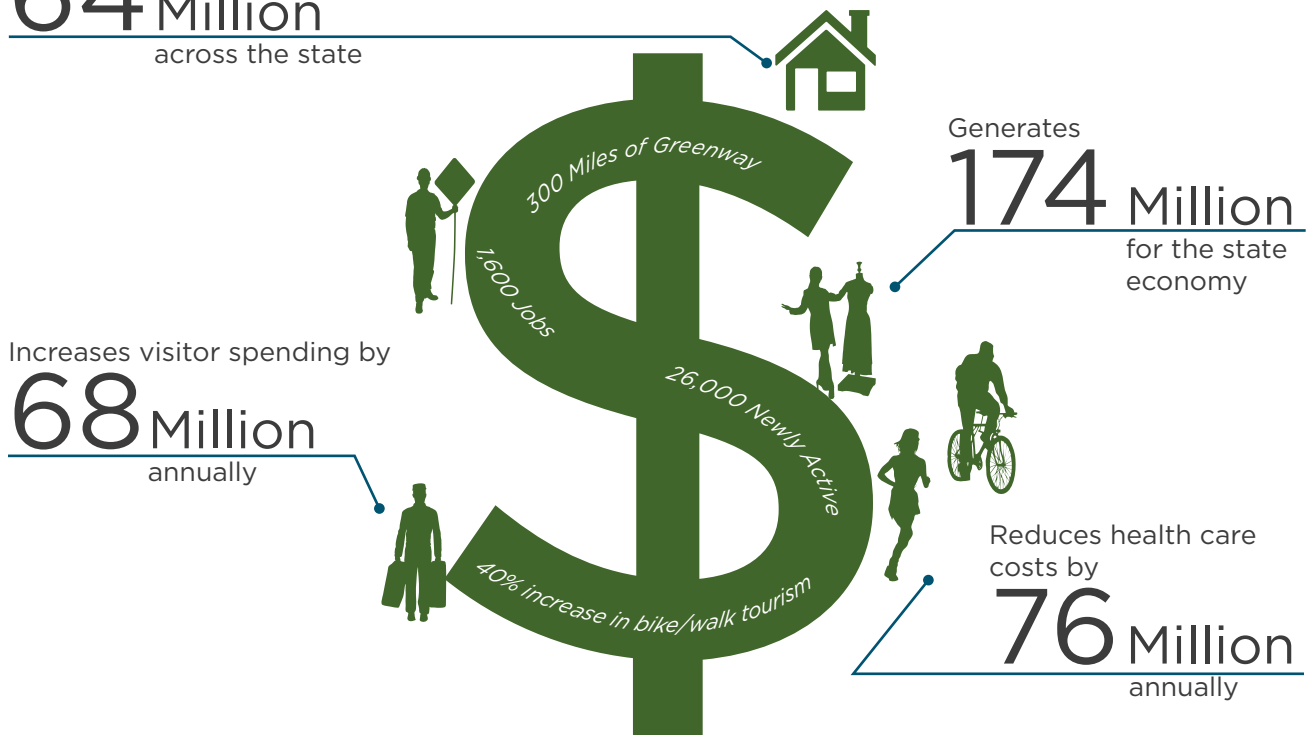 64 Million
across the state
300 Miles of Greenway
Generates
174 Million
for the state
economy
1,600 Jobs
Increases visitor spending by
68 Million
annually
26,000 Newly Active
Reduces health care
costs by
76 Million
annually
40% increase in bike/walk tourism